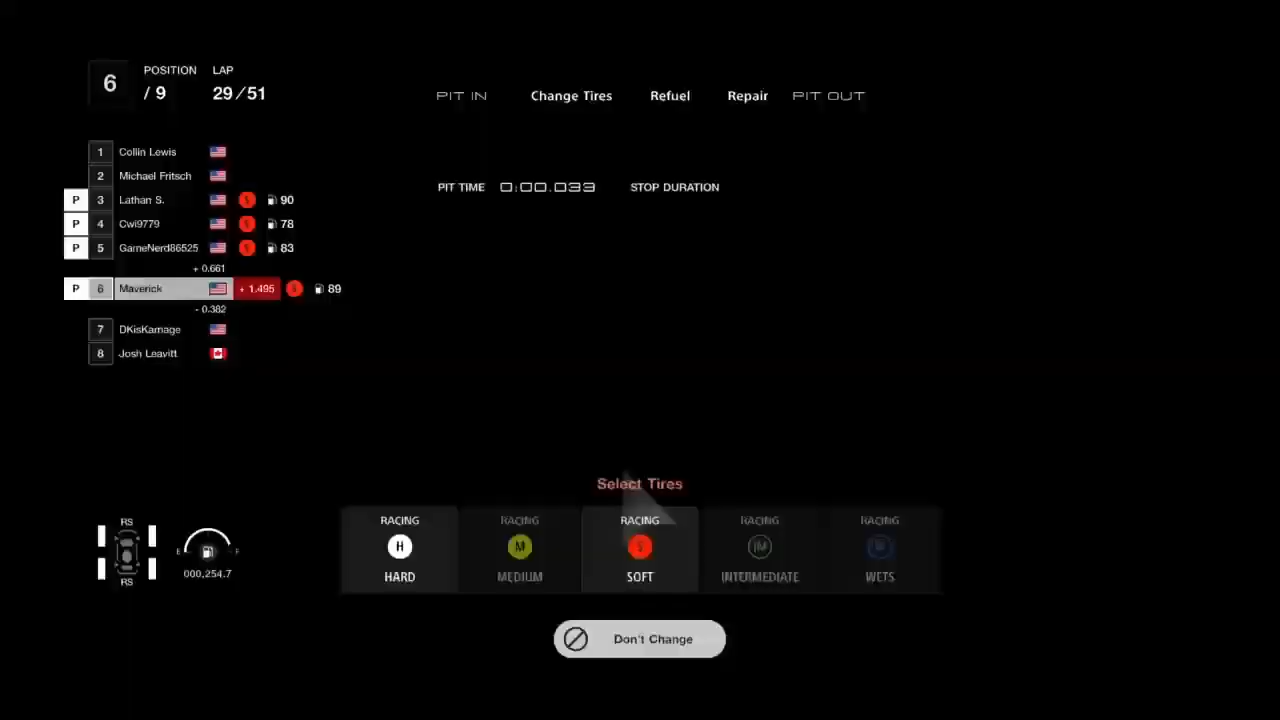 6 POSITION / 9 LAP 29/51
PIT IN Change Tires Refuel Repair PIT OUT
PIT TIME 0:00.033 STOP DURATION
1 Collin Lewis
2 Michael Fritsch
P 3 Lathan S. S 90
P 4 Cwi9779 S 78
P 5 GameNerd86525 S 83
+ 0.661
P 6 Maverick + 1.495 S 89
- 0.382
7 DKisKarnage
8 Josh Leavitt
Select Tires
RS
RS
E F
000,254.7
RACING H HARD
RACING M MEDIUM
RACING S SOFT
RACING IM INTERMEDIATE
RACING W WETS
Don't Change